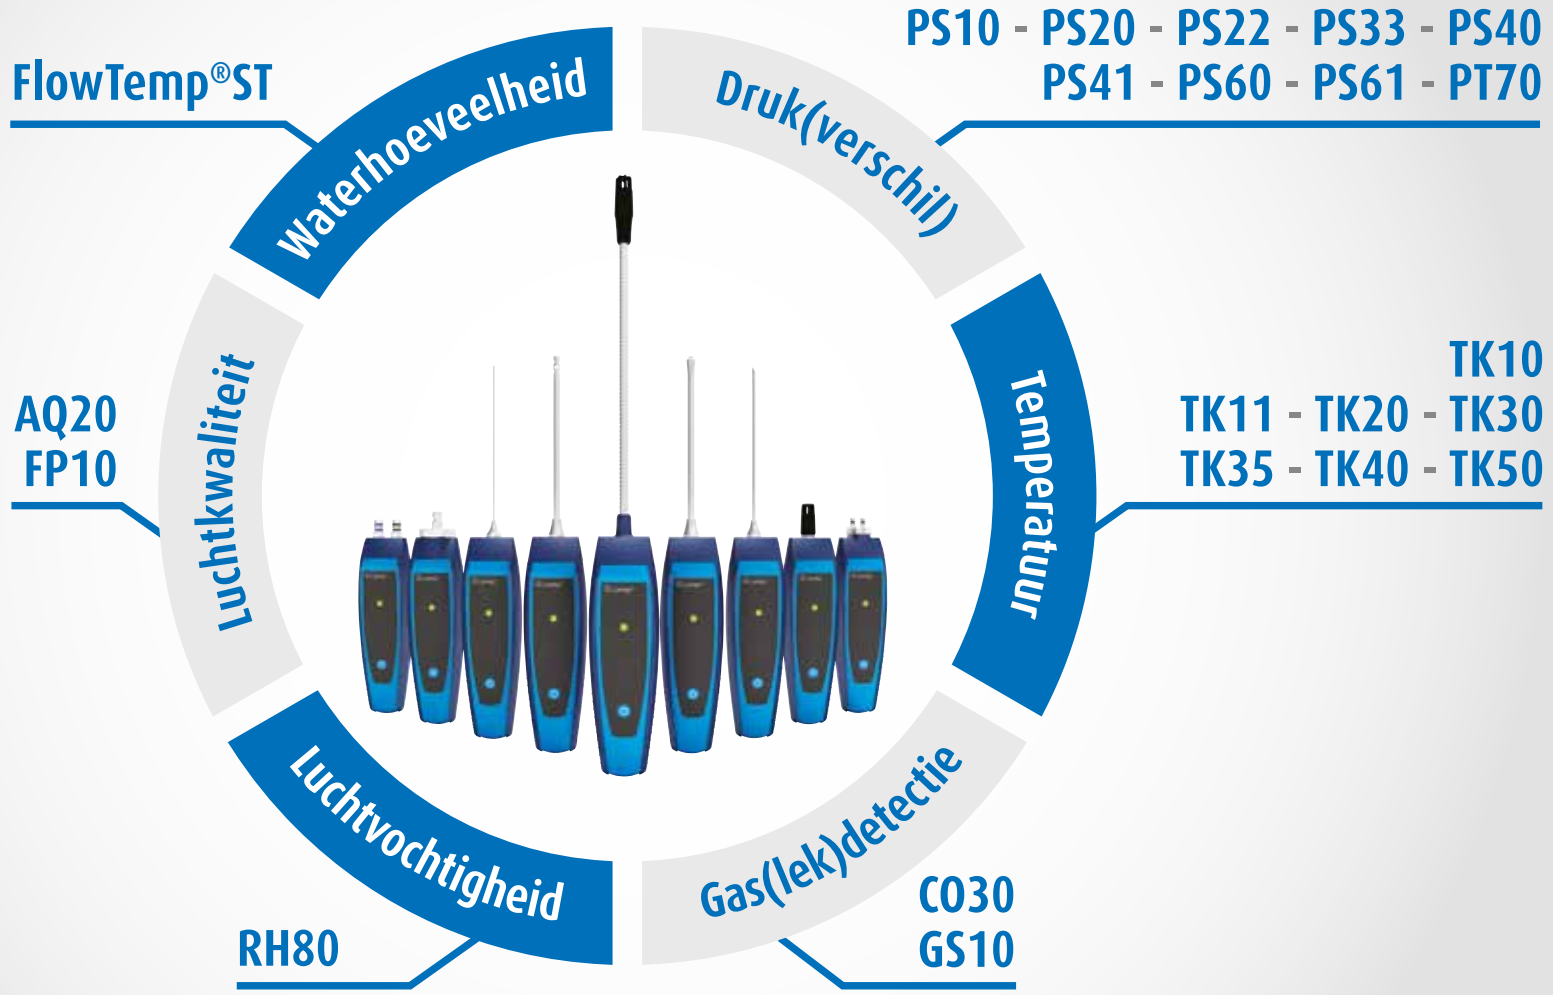 FlowTemp®ST
Waterhoeveelheid
Druk(verschil)
PS10 - PS20 - PS22 - PS33 - PS40
PS41 - PS60 - PS61 - PT70
Luchtkwaliteit
AQ20
FP10
Temperatuur
TK10
TK11 - TK20 - TK30
TK35 - TK40 - TK50
Luchtvochtigheid
RH80
Gas(lek)detectie
CO30
GS10